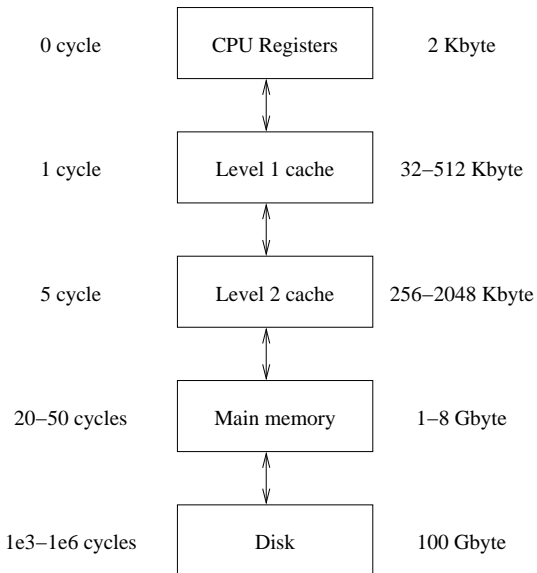 0 cycle CPU Registers 2 Kbyte
1 cycle Level 1 cache 32–512 Kbyte
5 cycle Level 2 cache 256–2048 Kbyte
20–50 cycles Main memory 1–8 Gbyte
1e3–1e6 cycles Disk 100 Gbyte